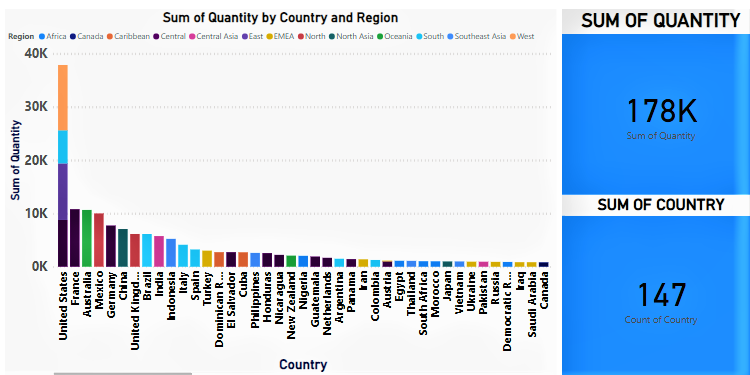 Sum of Quantity by Country and Region
Region Africa Canada Caribbean Central Central Asia East EMEA North North Asia Oceania South Southeast Asia West
40K
30K
20K
10K
0K
Sum of Quantity
United States
France
Australia
Mexico
Germany
China
United Kingd...
Brazil
India
Indonesia
Italy
Spain
Turkey
Dominican R...
El Salvador
Cuba
Philippines
Honduras
Nicaragua
New Zealand
Nigeria
Guatemala
Netherlands
Argentina
Panama
Iran
Colombia
Austria
Egypt
Thailand
South Africa
Morocco
Japan
Vietnam
Ukraine
Pakistan
Russia
Democratic R...
Iraq
Saudi Arabia
Canada
Country
SUM OF QUANTITY
178K
Sum of Quantity
SUM OF COUNTRY
147
Count of Country